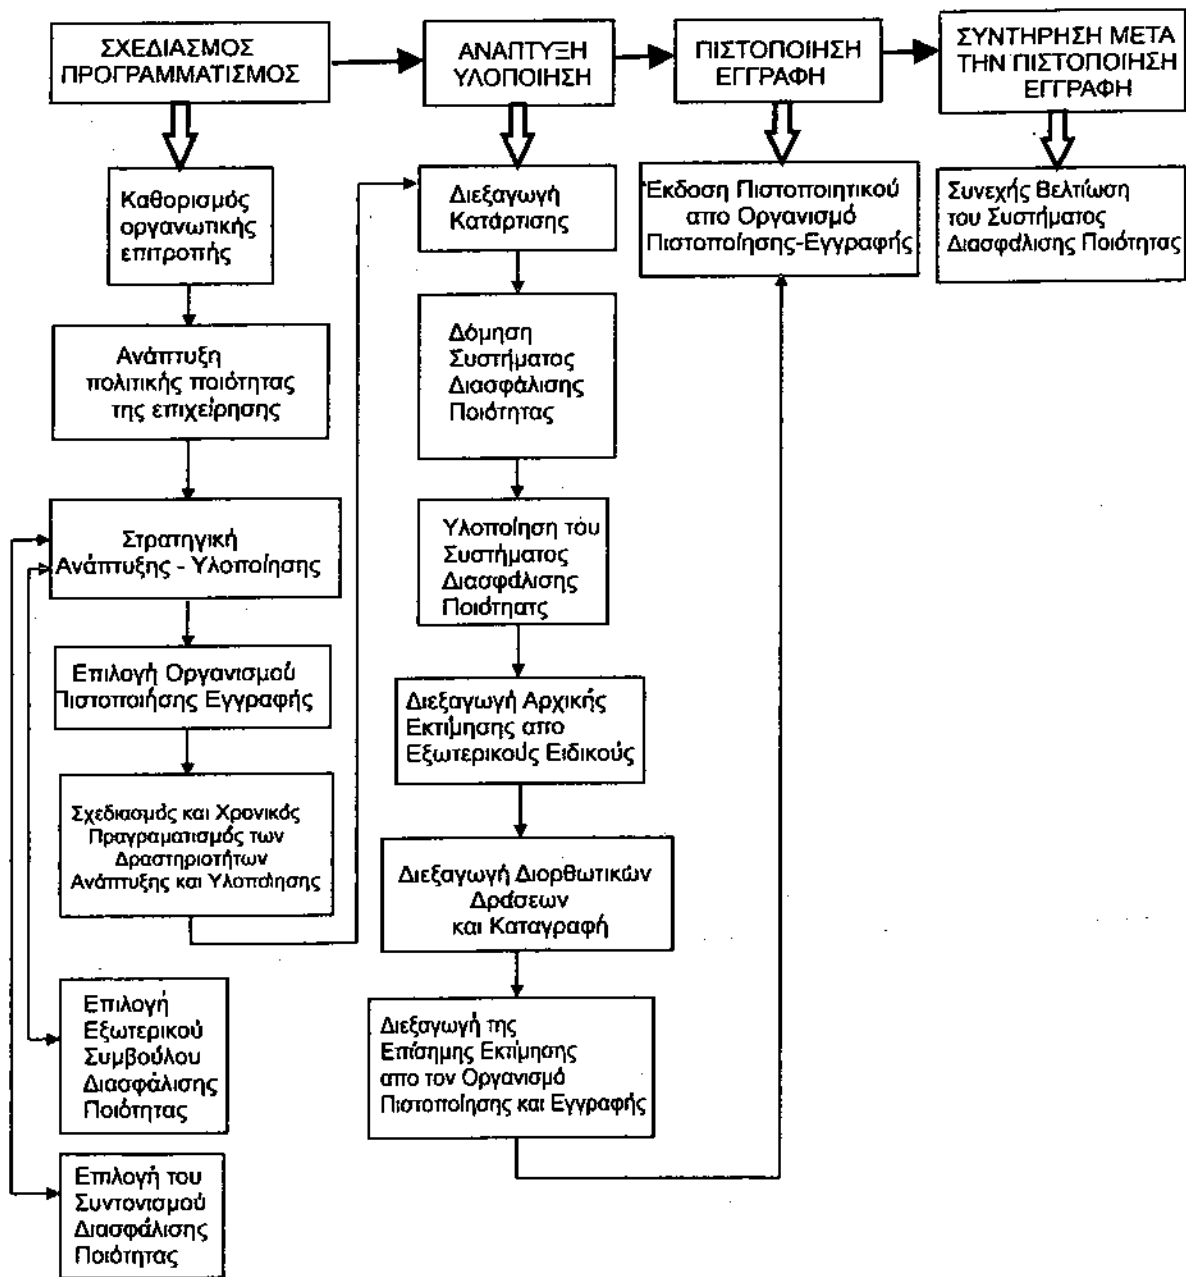 ΣΧΕΔΙΑΣΜΟΣ
ΠΡΟΓΡΑΜΜΑΤΙΣΜΟΣ
ΑΝΑΠΤΥΞΗ
ΥΛΟΠΟΙΗΣΗ
ΠΙΣΤΟΠΟΙΗΣΗ
ΕΓΓΡΑΦΗ
ΣΥΝΤΗΡΗΣΗ ΜΕΤΑ
ΤΗΝ ΠΙΣΤΟΠΟΙΗΣΗ
ΕΓΓΡΑΦΗ
Καθορισμός
οργανωτικής
επιτροπής
Ανάπτυξη
πολιτικής ποιότητας
της επιχείρησης
Στρατηγική
Ανάπτυξης - Υλοποίησης
Επιλογή Οργανισμού
Πιστοποιήσης Εγγραφής
Σχεδιασμός και Χρονικός
Πραγραματισμός των
Δραστηριοτήτων
Ανάπτυξης και Υλοποίησης
Επιλογή
Εξωτερικού
Συμβούλου
Διασφάλισης
Ποιότητας
Επιλογή του
Συντονισμού
Διασφάλισης
Ποιότητας
Διεξαγωγή
Κατάρτισης
Δόμηση
Συστήματος
Διασφάλισης
Ποιότητας
Υλοποίηση του
Συστήματος
Διασφάλισης
Ποιότηατς
Διεξαγωγή Αρχικής
Εκτίμησης απο
Εξωτερικούς Ειδικούς
Διεξαγωγή Διορθωτικών
Δράσεων
και Καταγραφή
Διεξαγωγή της
Επίσημης Εκτίμησης
απο τον Οργανισμό
Πιστοποίησης και Εγγραφής
Έκδοση Πιστοποιητικού
απο Οργανισμό
Πιστοποίησης-Εγγραφής
Συνεχής Βελτίωση
του Συστήματος
Διασφάλισης Ποιότητας